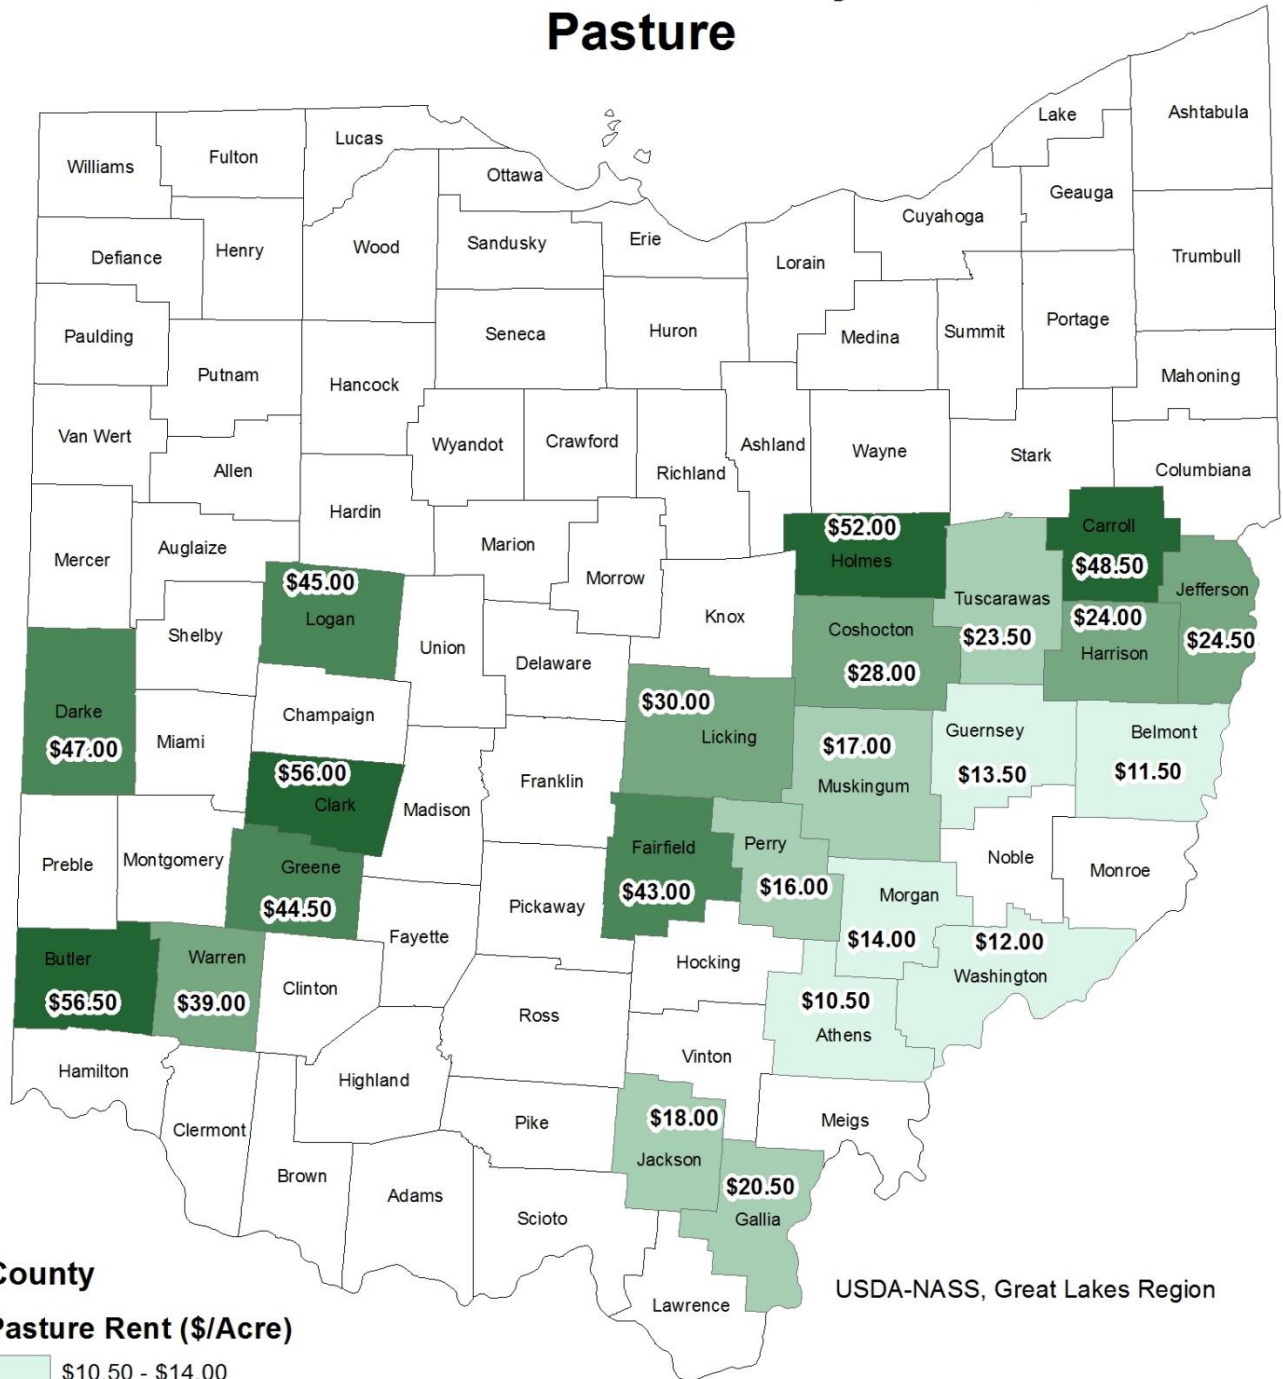 Pasture
Lake
Ashtabula
Lucas
Fulton
Williams
Ottawa
Geauga
Cuyahoga
Erie
Sandusky
Wood
Henry
Defiance
Lorain
Trumbull
Portage
Summit
Medina
Huron
Seneca
Paulding
Putnam
Hancock
Mahoning
Van Wert
Allen
Wyandot
Crawford
Richland
Ashland
Wayne
Stark
Columbiana
Hardin
Mercer
Auglaize
Marion
Morrow
$52.00
Holmes
Carroll
$48.50
Jefferson
$24.50
$45.00
Logan
Shelby
Union
Delaware
Knox
Coshocton
$28.00
Tuscarawas
$23.50
$24.00
Harrison
Darke
$47.00
Miami
Champaign
$30.00
Licking
$17.00
Muskingum
Guernsey
$13.50
Belmont
$11.50
$56.00
Clark
Madison
Franklin
Preble
Montgomery
Greene
$44.50
Fairfield
$43.00
Perry
$16.00
Noble
Monroe
Morgan
$14.00
Pickaway
Fayette
Butler
$56.50
Warren
$39.00
Clinton
Hocking
$12.00
Washington
$10.50
Athens
Ross
Vinton
Hamilton
Highland
Clermont
Pike
$18.00
Jackson
Meigs
Brown
Adams
Scioto
$20.50
Gallia
Lawrence
USDA-NASS, Great Lakes Region
County
Pasture Rent ($/Acre)
$10.50 - $14.00